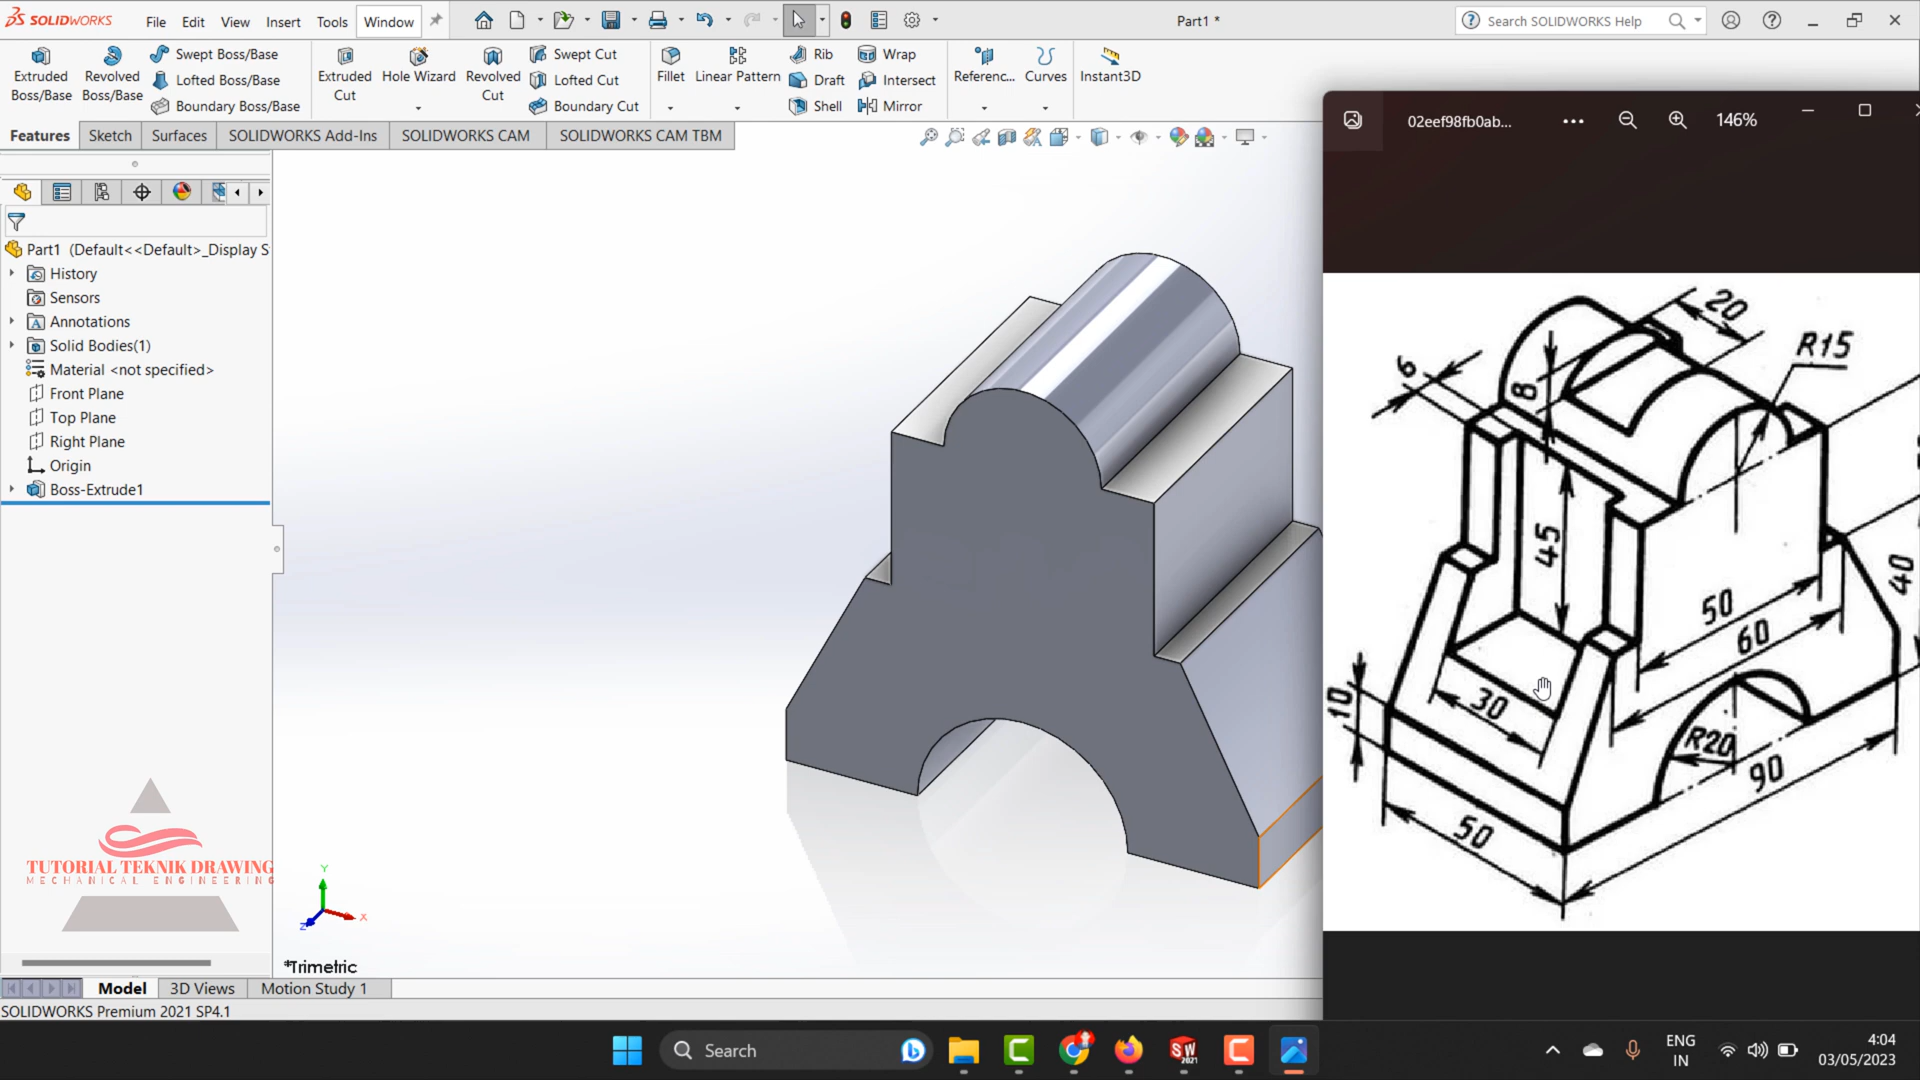 SOLIDWORKS
File Edit View Insert Tools Window
Part1 *
Search SOLIDWORKS Help
Extruded Boss/Base
Revolved Boss/Base
Swept Boss/Base
Lofted Boss/Base
Boundary Boss/Base
Extruded Cut
Hole Wizard
Revolved Cut
Swept Cut
Lofted Cut
Boundary Cut
Fillet
Linear Pattern
Rib
Draft
Shell
Wrap
Intersect
Mirror
Referenc...
Curves
Instant3D
Features Sketch Surfaces SOLIDWORKS Add-Ins SOLIDWORKS CAM SOLIDWORKS CAM TBM
02eef98fb0ab... 146%
Part1 (Default<<Default>_Display S
History
Sensors
Annotations
Solid Bodies(1)
Material <not specified>
Front Plane
Top Plane
Right Plane
Origin
Boss-Extrude1
20
R15
6
8
45
50
60
40
10
30
R20
90
50
TUTORIAL TEKNIK DRAWING
MECHANICAL ENGINEERING
Y
X
Z
*Trimetric
Model 3D Views Motion Study 1
SOLIDWORKS Premium 2021 SP4.1
Search
SW
2021
ENG
IN
4:04
03/05/2023